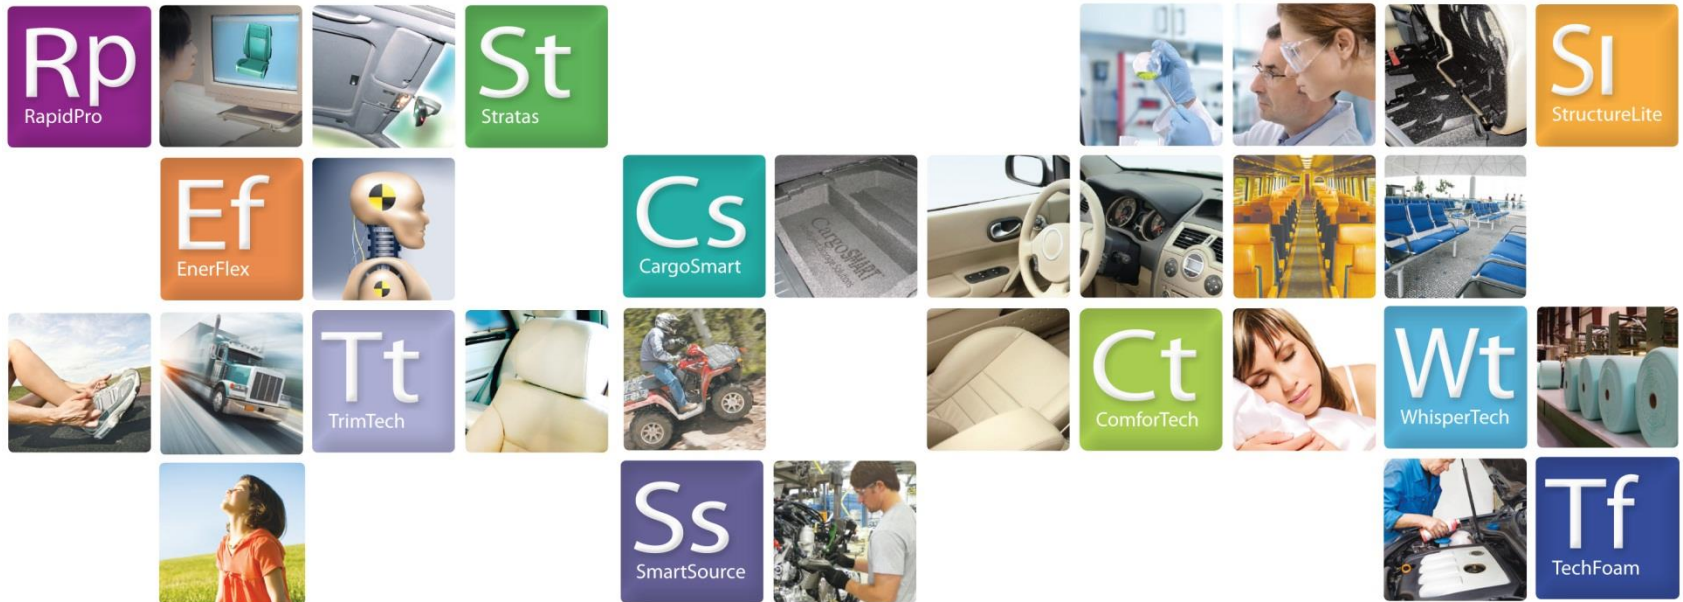 Rp
RapidPro
St
Stratas
Sl
StructureLite
Ef
EnerFlex
Cs
CargoSmart
CargoSMART
Tt
TrimTech
Ct
ComforTech
Wt
WhisperTech
Ss
SmartSource
Tf
TechFoam